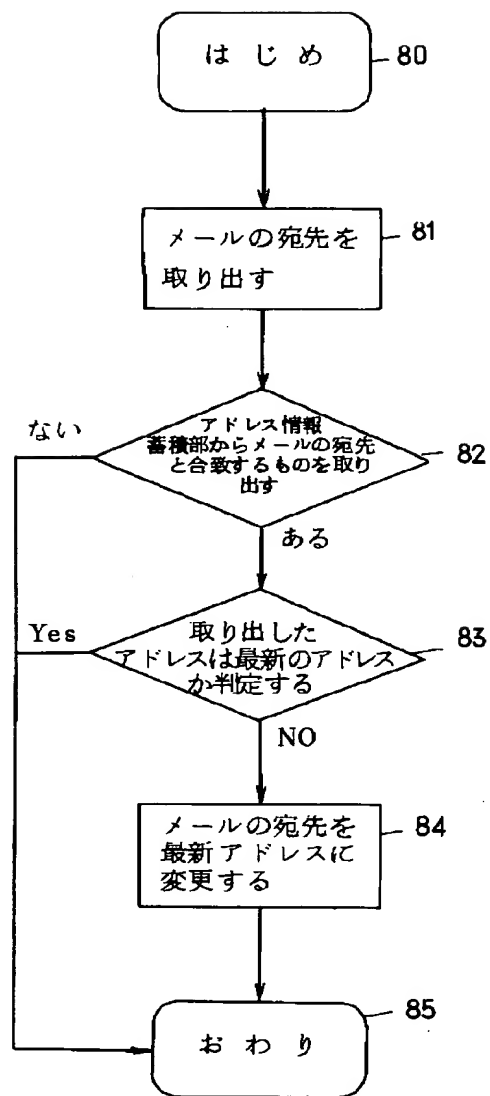 はじめ
80
メールの宛先を
取り出す
81
ない
アドレス情報
蓄積部からメールの宛先
と合致するものを取り
出す
82
ある
Yes
取り出した
アドレスは最新のアドレス
か判定する
83
NO
メールの宛先を
最新アドレスに
変更する
84
おわり
85